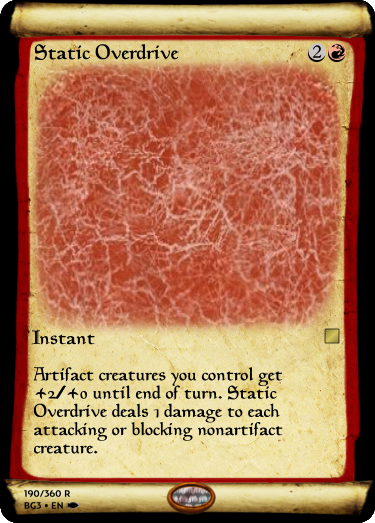 Static Overdrive 2
Instant
Artifact creatures you control get
+2/+0 until end of turn. Static
Overdrive deals 1 damage to each
attacking or blocking nonartifact
creature.
190/360 R
BG3 • EN